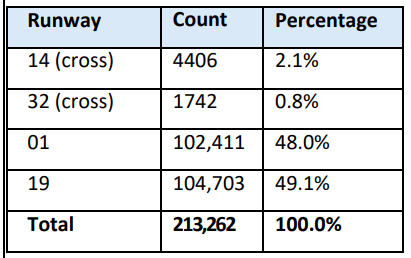 Runway Count Percentage
14 (cross) 4406 2.1%
32 (cross) 1742 0.8%
01 102,411 48.0%
19 104,703 49.1%
Total 213,262 100.0%